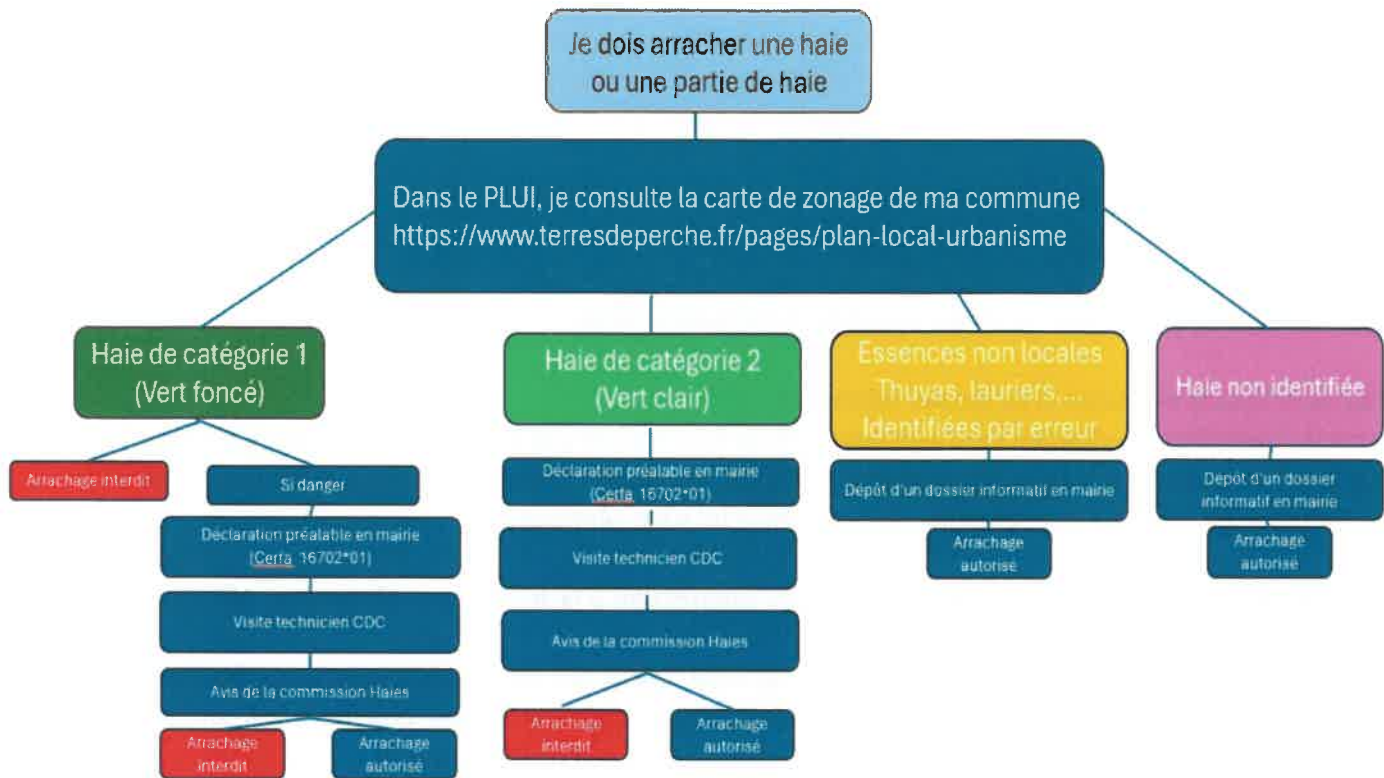 Je dois arracher une haie
ou une partie de haie
Dans le PLUI, je consulte la carte de zonage de ma commune
https://www.terresdeperche.fr/pages/plan-local-urbanisme
Haie de catégorie 1
(Vert foncé)
Arrachage interdit
Si danger
Déclaration préalable en mairie
(Cerfa 16702*01)
Visite technicien CDC
Avis de la commission Haies
Arrachage
interdit
Arrachage
autorisé
Haie de catégorie 2
(Vert clair)
Déclaration préalable en mairie
(Cerfa 16702*01)
Visite technicien CDC
Avis de la commission Haies
Arrachage
interdit
Arrachage
autorisé
Essences non locales
Thuyas, lauriers,...
Identifiées par erreur
Dépôt d'un dossier informatif en mairie
Arrachage
autorisé
Haie non identifiée
Dépôt d'un dossier
informatif en mairie
Arrachage
autorisé